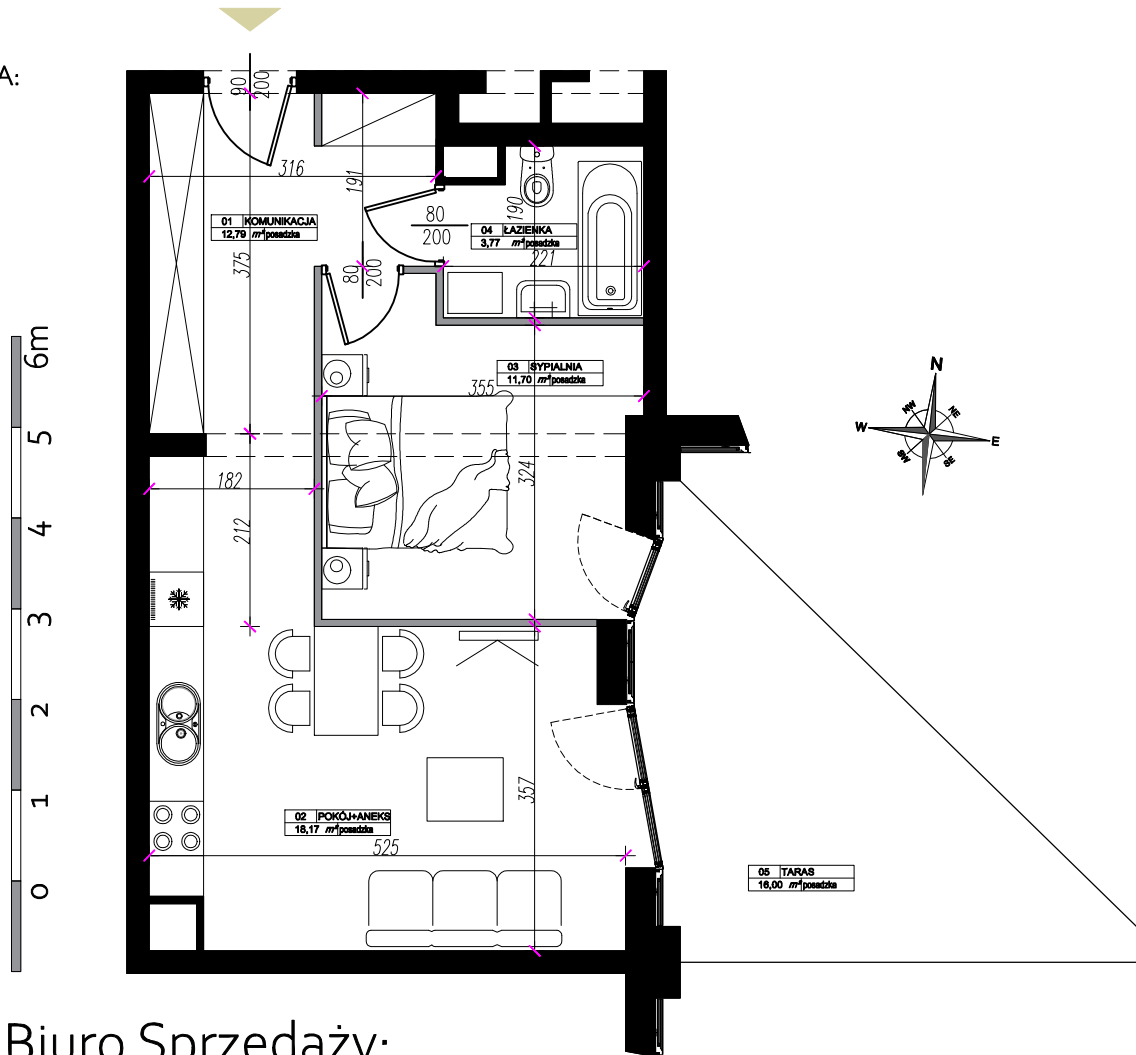 A:
90
200
316
191
01 KOMUNIKACJA
12,79 m² posadzka
375
80
200
190
04 ŁAZIENKA
3,77 m² posadzka
221
80
200
03 SYPIALNIA
11,70 m² posadzka
355
324
182
212
6m
5
4
3
2
1
0
N
NE
E
SE
SW
W
NW
357
02 POKÓJ+ANEKS
18,17 m² posadzka
525
05 TARAS
16,00 m² posadzka
Biuro Sprzedaży: